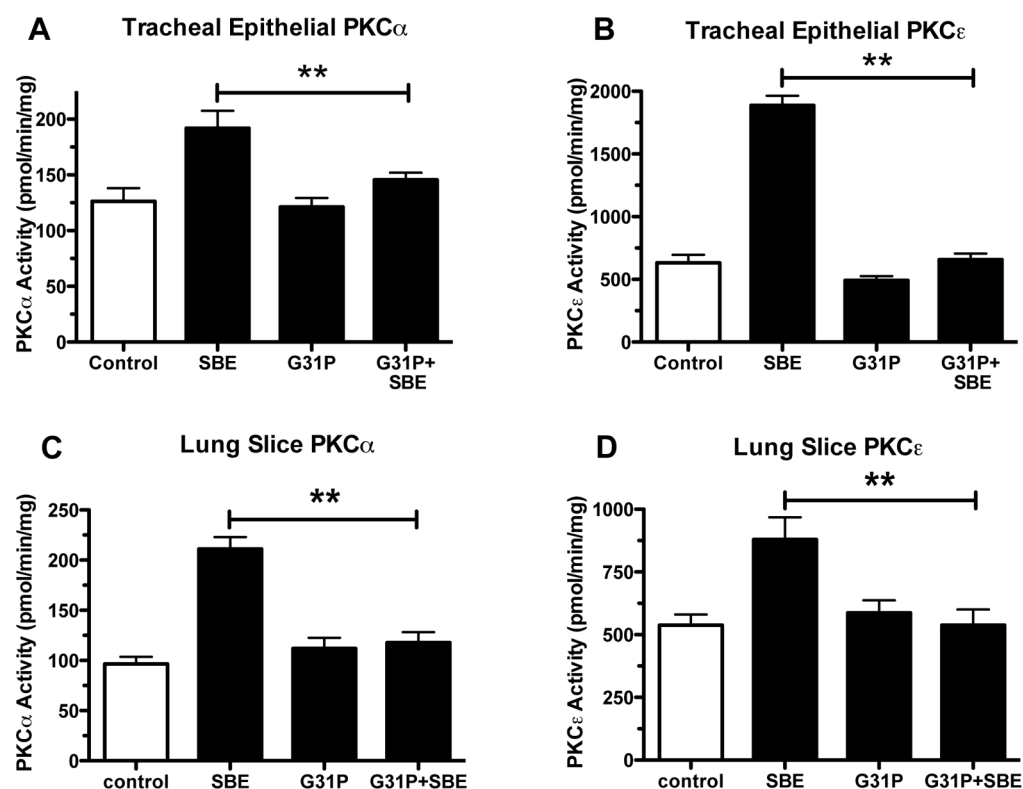 A
Tracheal Epithelial PKCα
**
PKCα Activity (pmol/min/mg)
200
150
100
50
0
Control
SBE
G31P
G31P+
SBE
B
Tracheal Epithelial PKCε
**
PKCε Activity (pmol/min/mg)
2000
1500
1000
500
0
Control
SBE
G31P
G31P+
SBE
C
Lung Slice PKCα
**
PKCα Activity (pmol/min/mg)
250
200
150
100
50
0
control
SBE
G31P
G31P+SBE
D
Lung Slice PKCε
**
PKCε Activity (pmol/min/mg)
1000
750
500
250
0
control
SBE
G31P
G31P+SBE